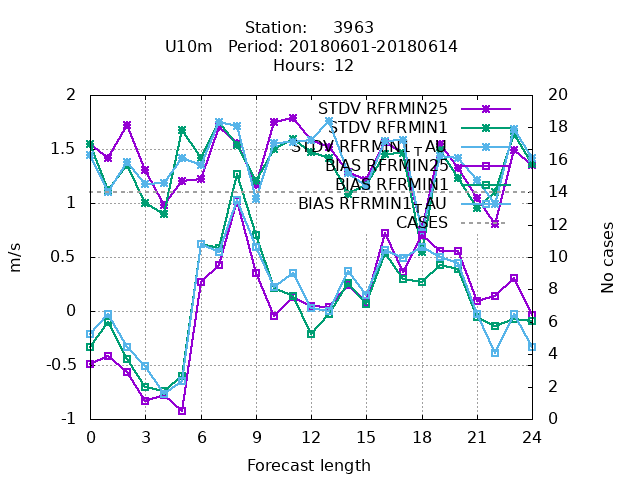 Station: 3963
U10m Period: 20180601-20180614
Hours: 12
STDV RFRMIN25
STDV RFRMIN1
STDV RFRMIN1_AU
BIAS RFRMIN25
BIAS RFRMIN1
BIAS RFRMIN1_AU
CASES
2
1.5
1
0.5
0
-0.5
-1
m/s
20
18
16
14
12
10
8
6
4
2
0
No cases
0 3 6 9 12 15 18 21 24
Forecast length